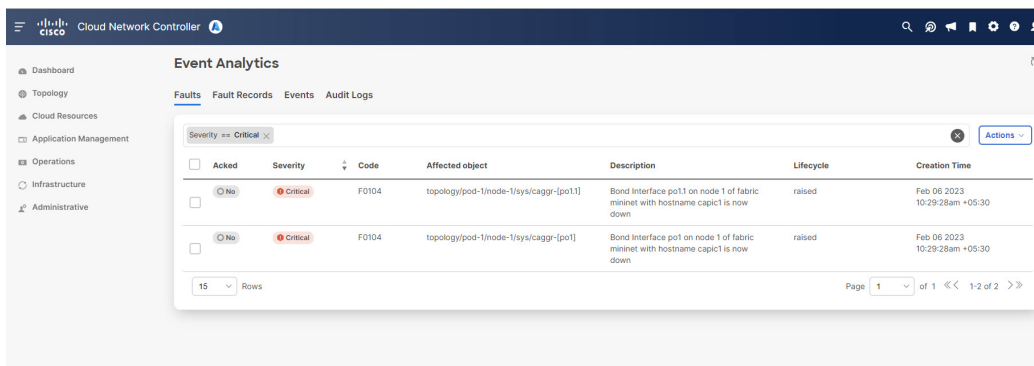 CISCO Cloud Network Controller
Dashboard
Topology
Cloud Resources
Application Management
Operations
Infrastructure
Administrative
Event Analytics
Faults Fault Records Events Audit Logs
Severity == Critical
Actions
Acked Severity Code Affected object Description Lifecycle Creation Time
No Critical F0104 topology/pod-1/node-1/sys/caggr-[po1.1] Bond Interface po1.1 on node 1 of fabric raised Feb 06 2023
mininet with hostname capic1 is now 10:29:28am +05:30
down
No Critical F0104 topology/pod-1/node-1/sys/caggr-[po1] Bond Interface po1 on node 1 of fabric raised Feb 06 2023
mininet with hostname capic1 is now 10:29:28am +05:30
down
15 Rows Page 1 of 1 1-2 of 2